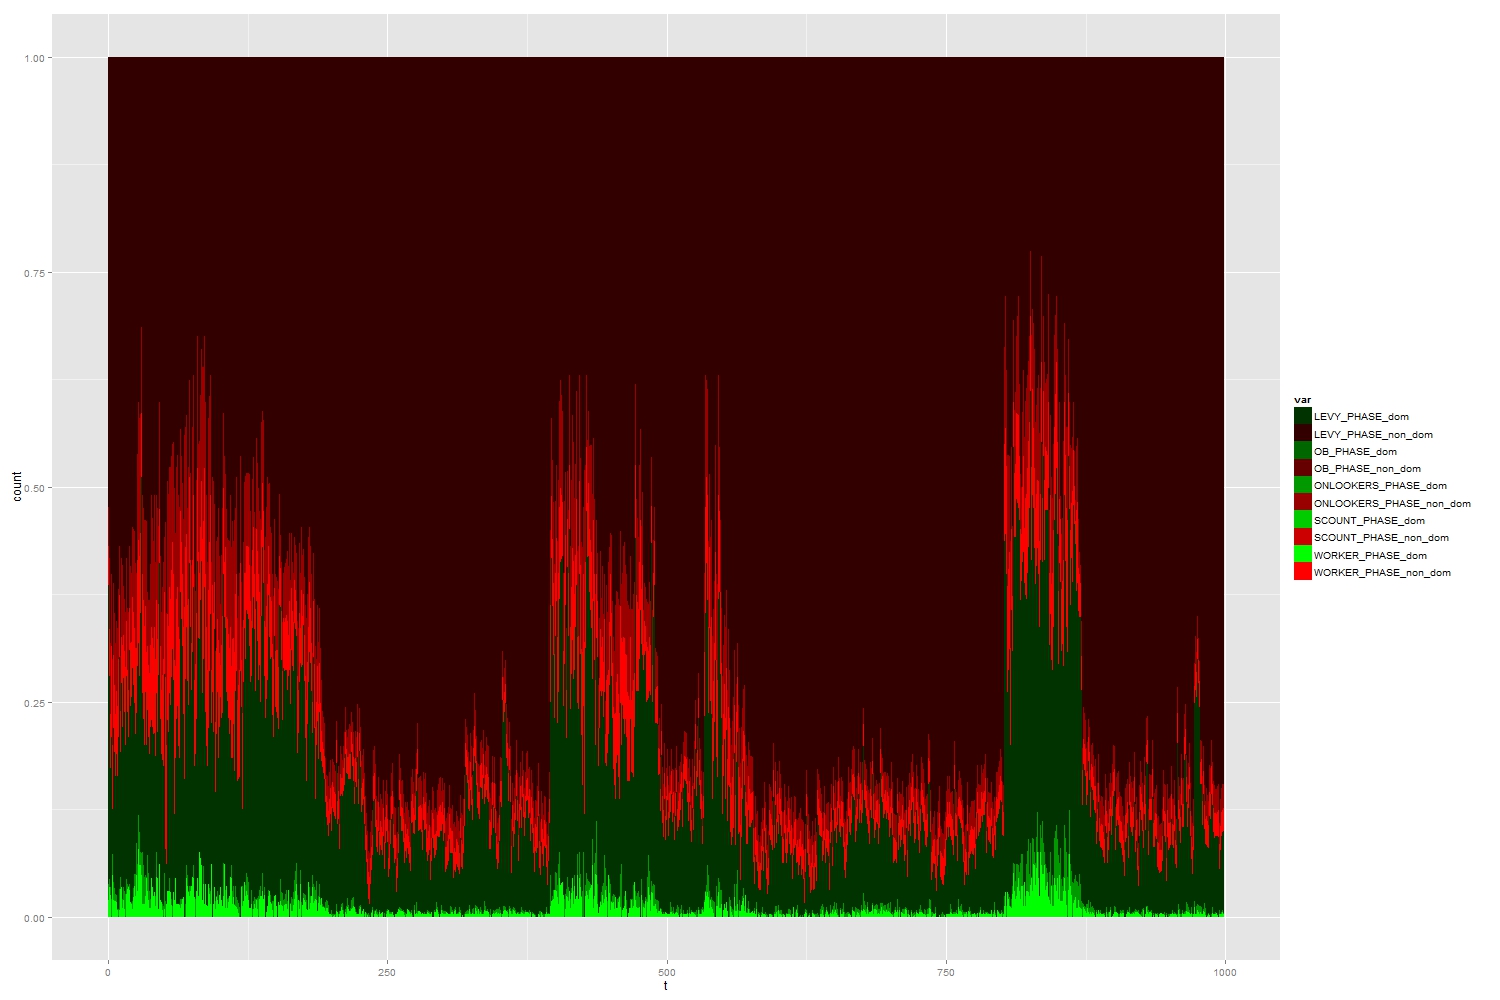 1.00
0.75
0.50
0.25
0.00
count
0
250
500
750
1000
t
var
LEVY_PHASE_dom
LEVY_PHASE_non_dom
OB_PHASE_dom
OB_PHASE_non_dom
ONLOOKERS_PHASE_dom
ONLOOKERS_PHASE_non_dom
SCOUNT_PHASE_dom
SCOUNT_PHASE_non_dom
WORKER_PHASE_dom
WORKER_PHASE_non_dom